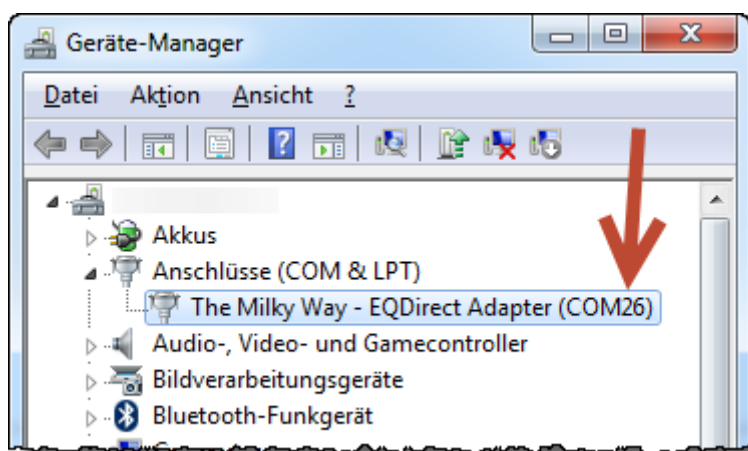 Geräte-Manager
Datei Aktion Ansicht ?
Akkus
Anschlüsse (COM & LPT)
The Milky Way - EQDirect Adapter (COM26)
Audio-, Video- und Gamecontroller
Bildverarbeitungsgeräte
Bluetooth-Funkgerät